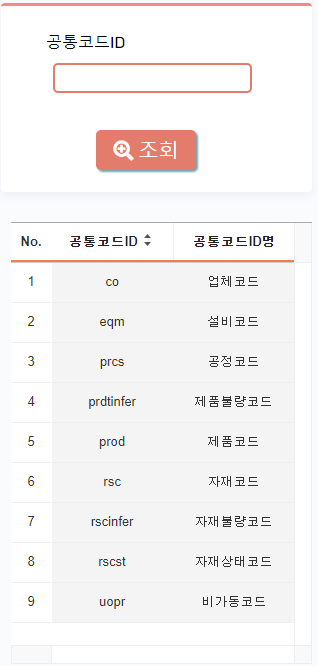 공통코드ID
조회
No. 공통코드ID 공통코드ID명
1 co 업체코드
2 eqm 설비코드
3 prcs 공정코드
4 prdtinfer 제품불량코드
5 prod 제품코드
6 rsc 자재코드
7 rscinfer 자재불량코드
8 rscst 자재상태코드
9 uopr 비가동코드